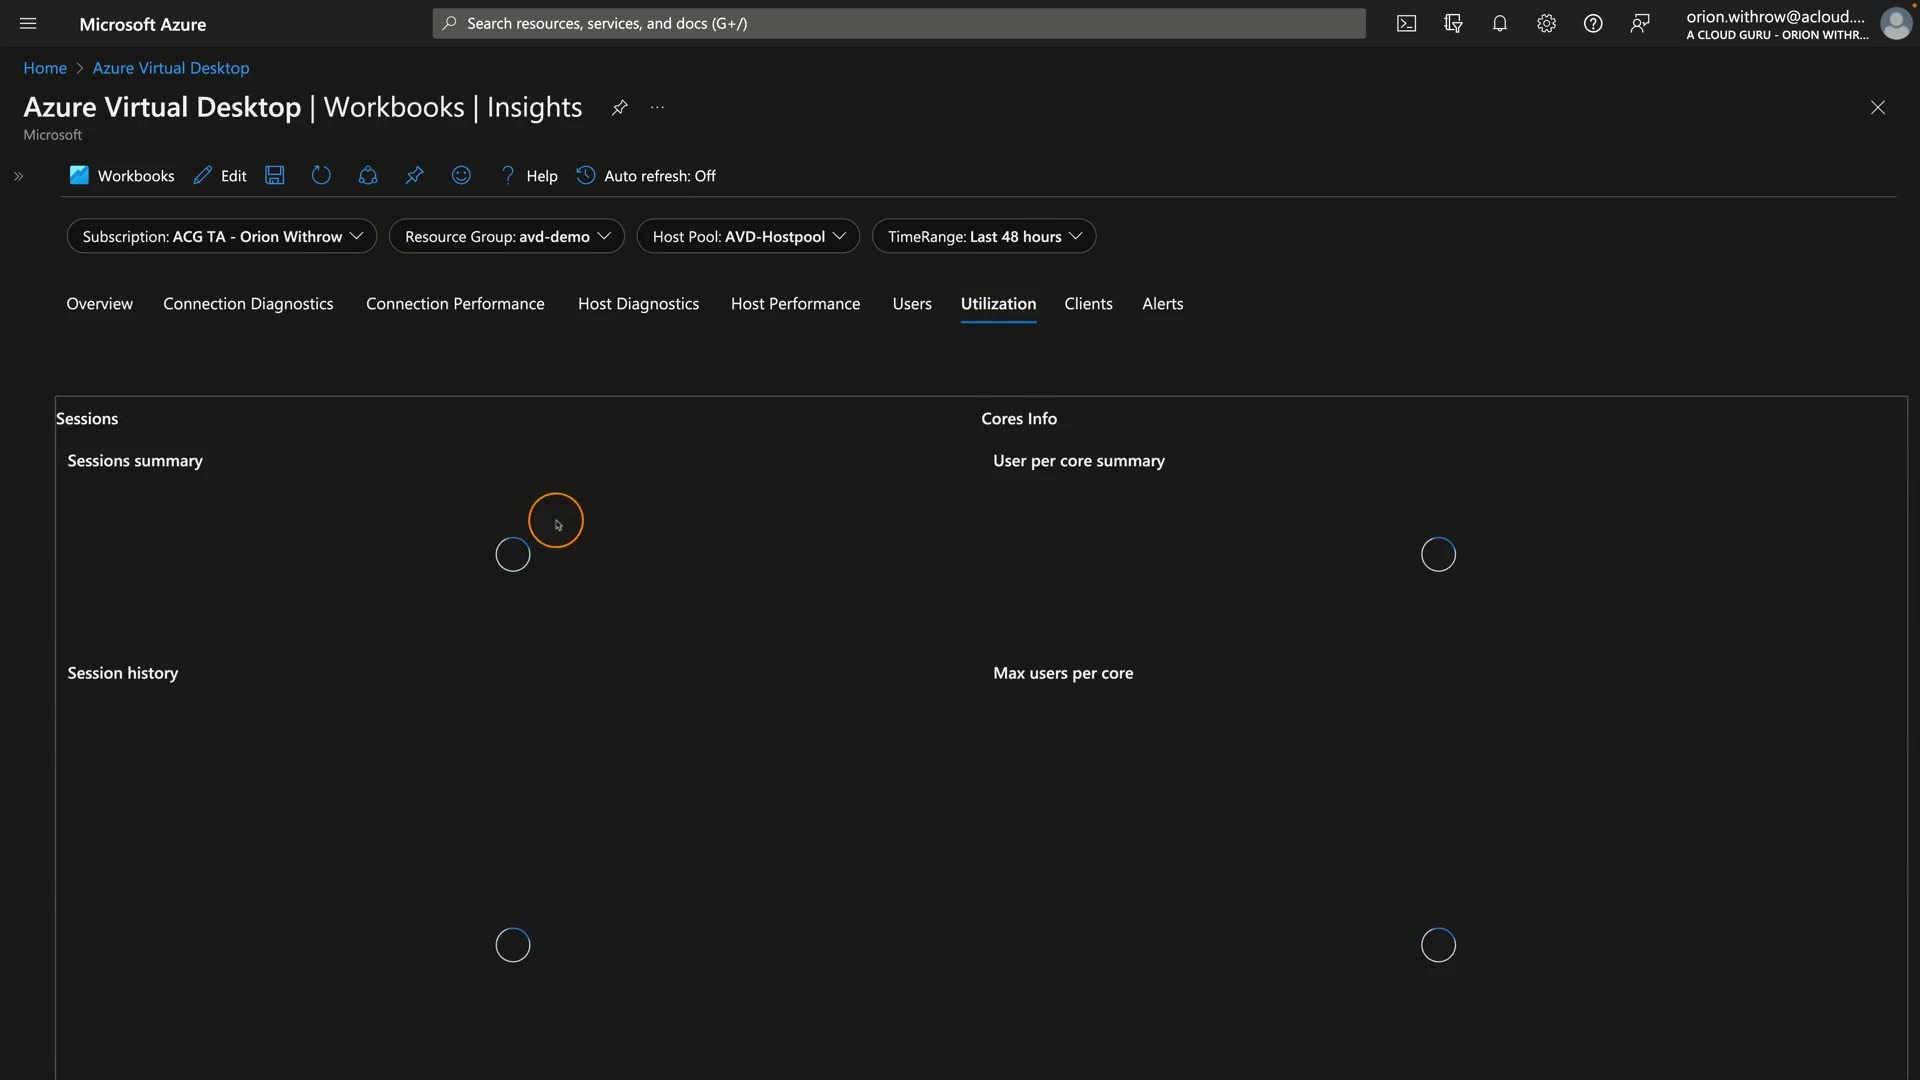 Microsoft Azure
Search resources, services, and docs (G+/)
orion.withrow@acloud....
A CLOUD GURU - ORION WITHR...
Home > Azure Virtual Desktop
Azure Virtual Desktop | Workbooks | Insights ...
Microsoft
Workbooks Edit Help Auto refresh: Off
Subscription: ACG TA - Orion Withrow Resource Group: avd-demo Host Pool: AVD-Hostpool TimeRange: Last 48 hours
Overview Connection Diagnostics Connection Performance Host Diagnostics Host Performance Users Utilization Clients Alerts
Sessions
Sessions summary
Session history
Cores Info
User per core summary
Max users per core